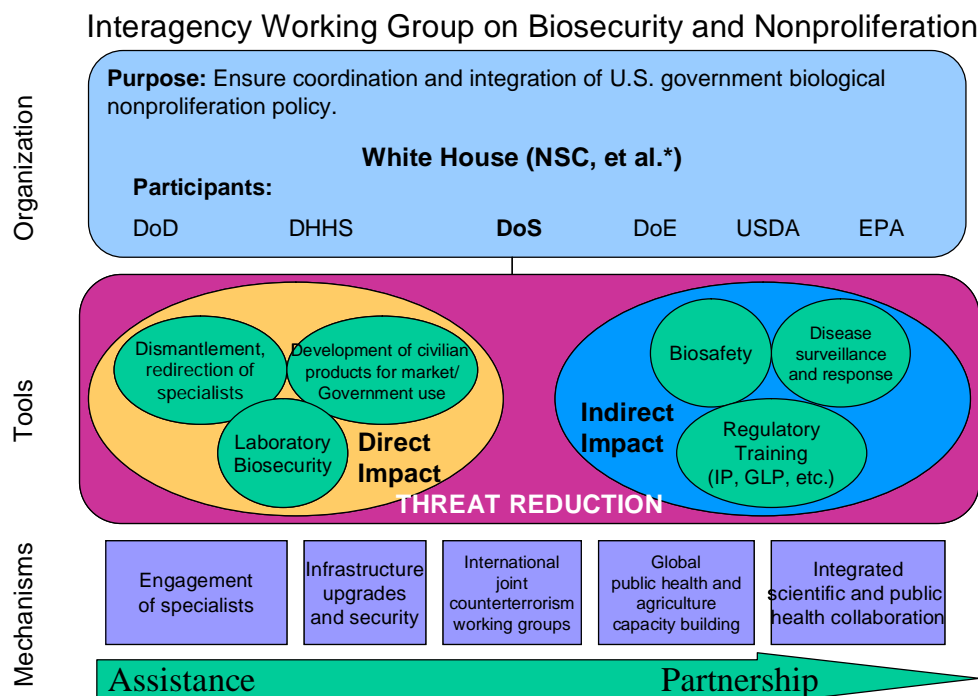 Interagency Working Group on Biosecurity and Nonproliferation
Organization
Purpose: Ensure coordination and integration of U.S. government biological
nonproliferation policy.
White House (NSC, et al.*)
Participants:
DoD DHHS DoS DoE USDA EPA
Tools
Dismantlement,
redirection of
specialists
Development of civilian
products for market/
Government use
Laboratory
Biosecurity
Direct
Impact
Biosafety
Disease
surveillance
and response
Indirect
Impact
Regulatory
Training
(IP, GLP, etc.)
THREAT REDUCTION
Mechanisms
Engagement
of specialists
Infrastructure
upgrades
and security
International
joint
counterterrorism
working groups
Global
public health and
agriculture
capacity building
Integrated
scientific and public
health collaboration
Assistance Partnership